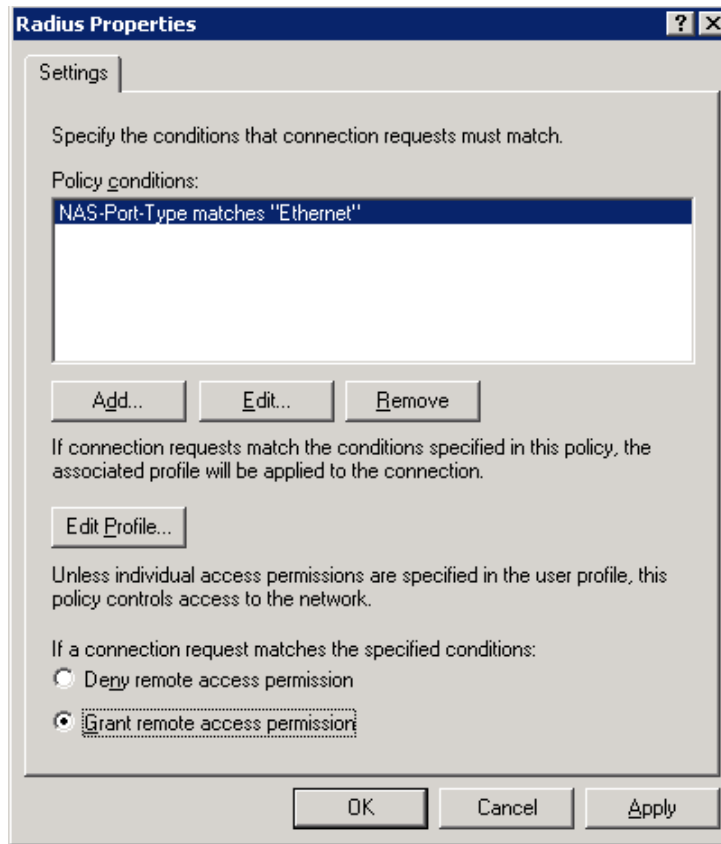 Radius Properties
Settings
Specify the conditions that connection requests must match.
Policy conditions:
NAS-Port-Type matches "Ethernet"
Add... Edit... Remove
If connection requests match the conditions specified in this policy, the
associated profile will be applied to the connection.
Edit Profile...
Unless individual access permissions are specified in the user profile, this
policy controls access to the network.
If a connection request matches the specified conditions:
Deny remote access permission
Grant remote access permission
OK Cancel Apply